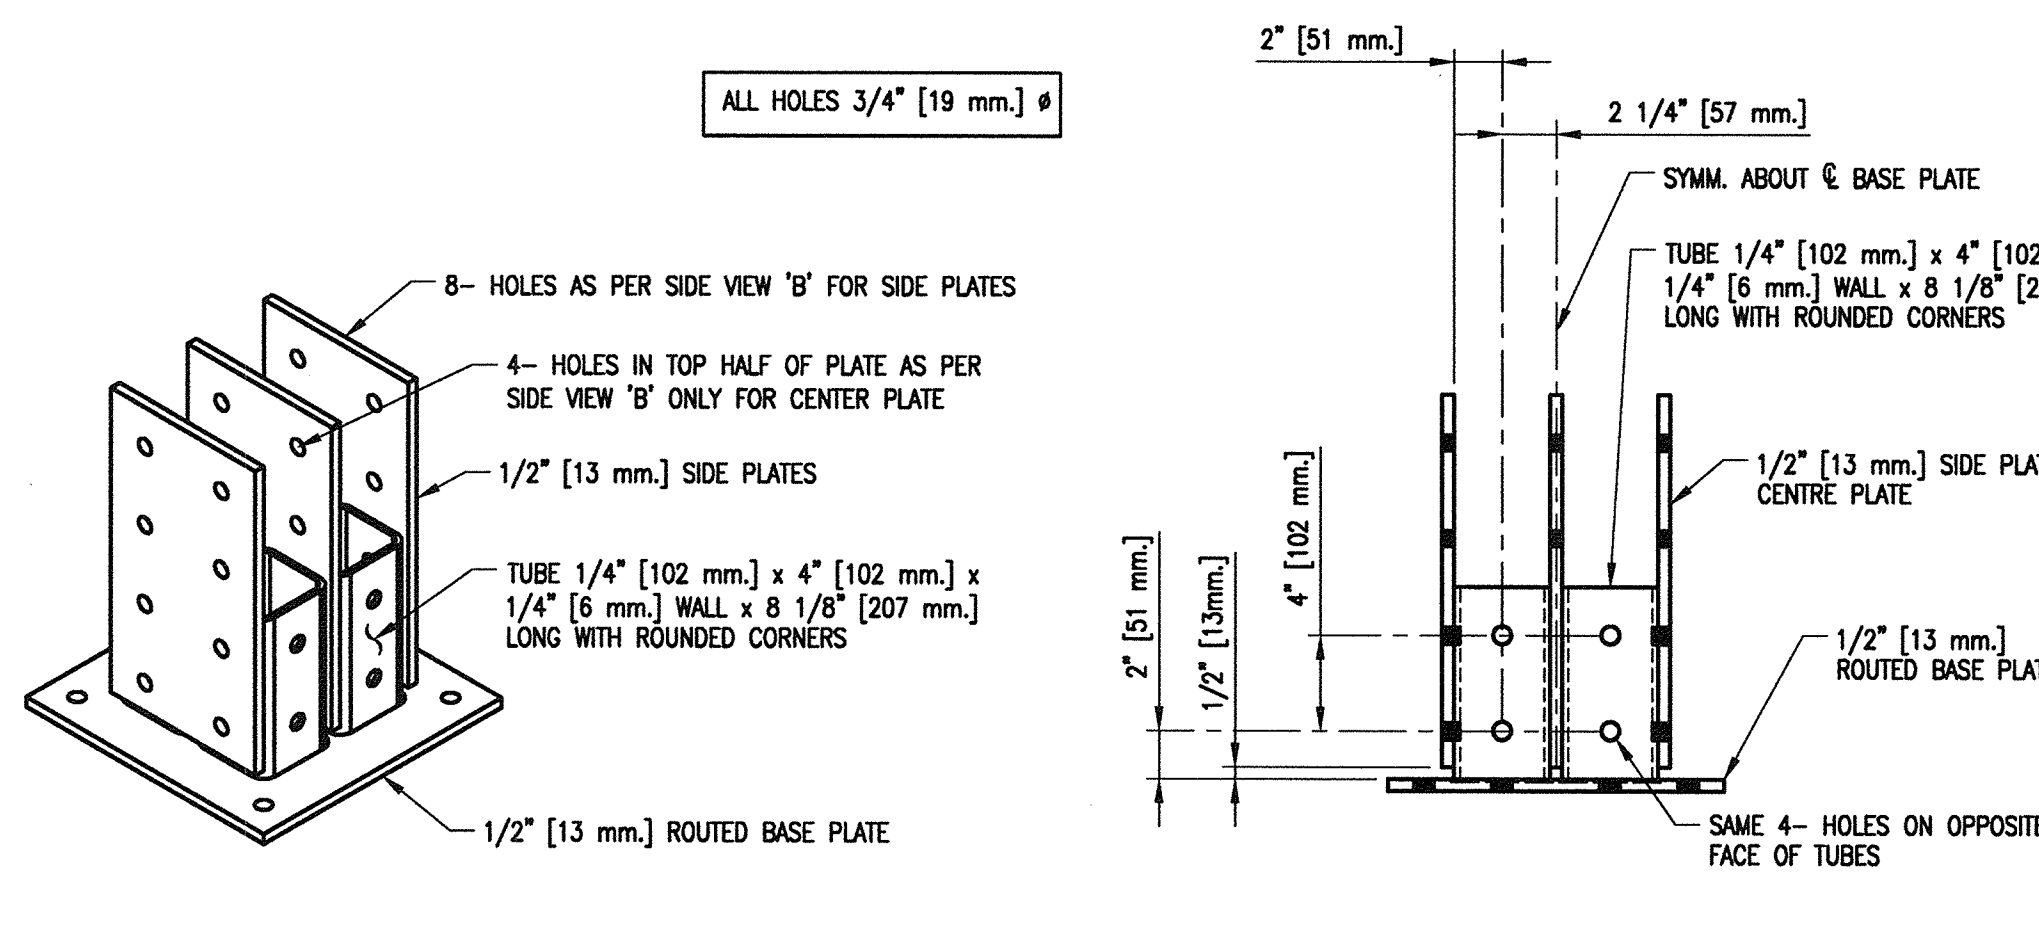 ALL HOLES 3/4" [19 mm.] ø
8- HOLES AS PER SIDE VIEW 'B' FOR SIDE PLATES
4- HOLES IN TOP HALF OF PLATE AS PER
SIDE VIEW 'B' ONLY FOR CENTER PLATE
1/2" [13 mm.] SIDE PLATES
TUBE 1/4" [102 mm.] x 4" [102 mm.] x
1/4" [6 mm.] WALL x 8 1/8" [207 mm.]
LONG WITH ROUNDED CORNERS
1/2" [13 mm.] ROUTED BASE PLATE
2" [51 mm.]
2 1/4" [57 mm.]
SYMM. ABOUT ℄ BASE PLATE
TUBE 1/4" [102 mm.] x 4" [102
1/4" [6 mm.] WALL x 8 1/8" [2
LONG WITH ROUNDED CORNERS
1/2" [13 mm.] SIDE PLA
CENTRE PLATE
4" [102 mm.]
2" [51 mm.]
1/2" [13mm.]
1/2" [13 mm.]
ROUTED BASE PLA
SAME 4- HOLES ON OPPOSITE
FACE OF TUBES